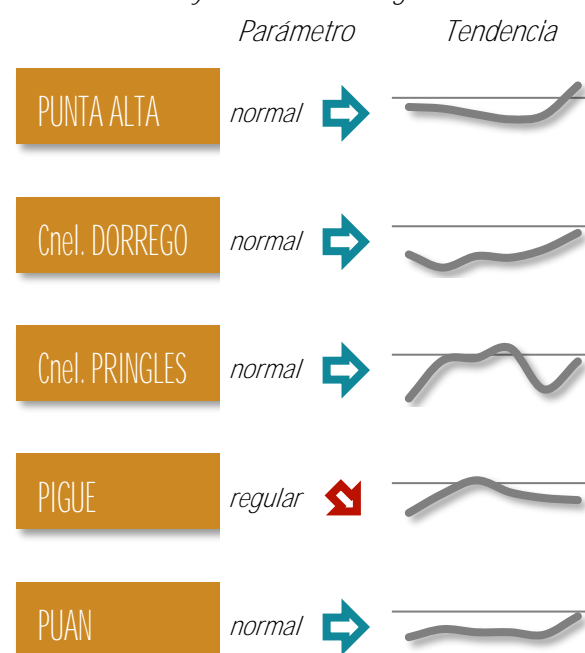 Parámetro Tendencia
PUNTA ALTA normal
Cnel. DORREGO normal
Cnel. PRINGLES normal
PIGUE regular
PUAN normal